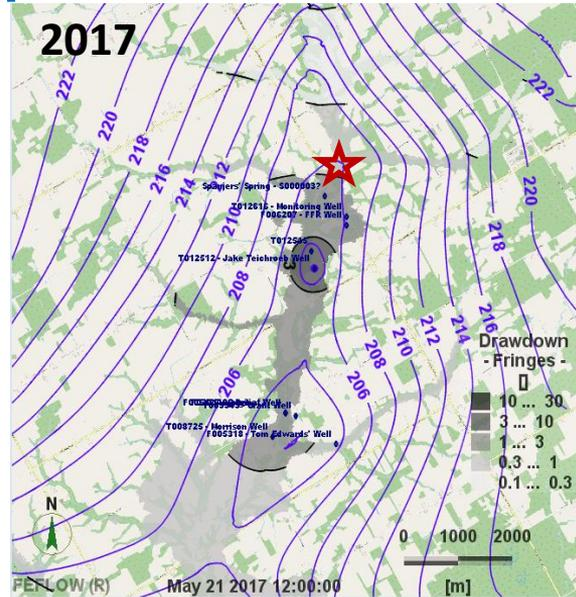 2017
222
220
218
216
214
212
210
208
222
220
218
216
214
212
210
208
206
206
Spanjers' Spring - S000003?
T012616 - Monitoring Well
F006207 - FFR Well
T012512 - Jake Teichroeb Well
T008725 - Morrison Well
F005318 - Tom Edwards' Well
Drawdown
- Fringes -
[]
10 ... 30
3 ... 10
1 ... 3
0.3 ... 1
0.1 ... 0.3
N
0 1000 2000
[m]
FEFLOW (R)
May 21 2017 12:00:00